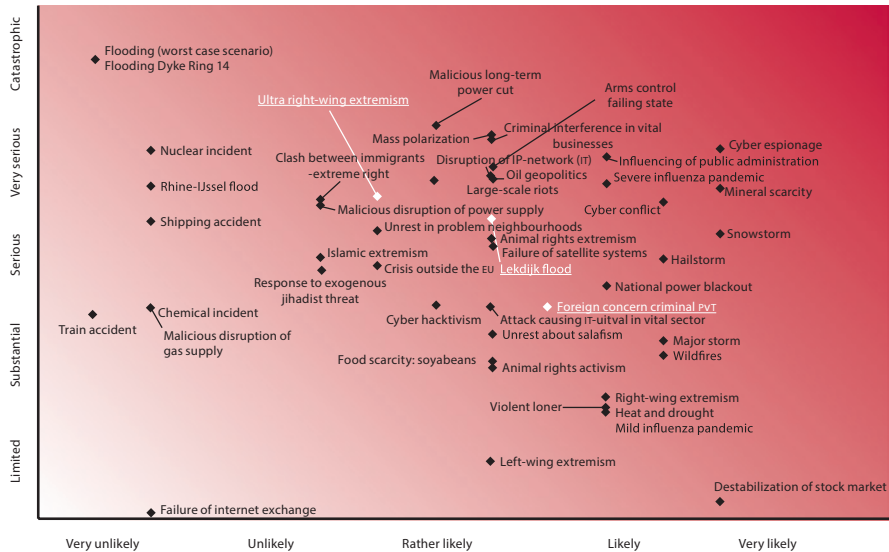 Catastrophic
Very serious
Serious
Substantial
Limited
Flooding (worst case scenario)
Flooding Dyke Ring 14
Ultra right-wing extremism
Malicious long-term
power cut
Arms control
failing state
Mass polarization
Criminal interference in vital
businesses
Nuclear incident
Clash between immigrants
-extreme right
Disruption of IP-network (IT)
Oil geopolitics
Large-scale riots
Cyber espionage
Influencing of public administration
Severe influenza pandemic
Mineral scarcity
Rhine-IJssel flood
Malicious disruption of power supply
Cyber conflict
Shipping accident
Unrest in problem neighbourhoods
Animal rights extremism
Failure of satellite systems
Snowstorm
Islamic extremism
Crisis outside the EU
Lekdijk flood
Hailstorm
Response to exogenous
jihadist threat
National power blackout
Train accident
Chemical incident
Malicious disruption of
gas supply
Cyber hacktivism
Attack causing IT-uitval in vital sector
Foreign concern criminal PVT
Unrest about salafism
Major storm
Wildfires
Food scarcity: soyabeans
Animal rights activism
Right-wing extremism
Violent loner
Heat and drought
Mild influenza pandemic
Left-wing extremism
Destabilization of stock market
Failure of internet exchange
Very unlikely
Unlikely
Rather likely
Likely
Very likely